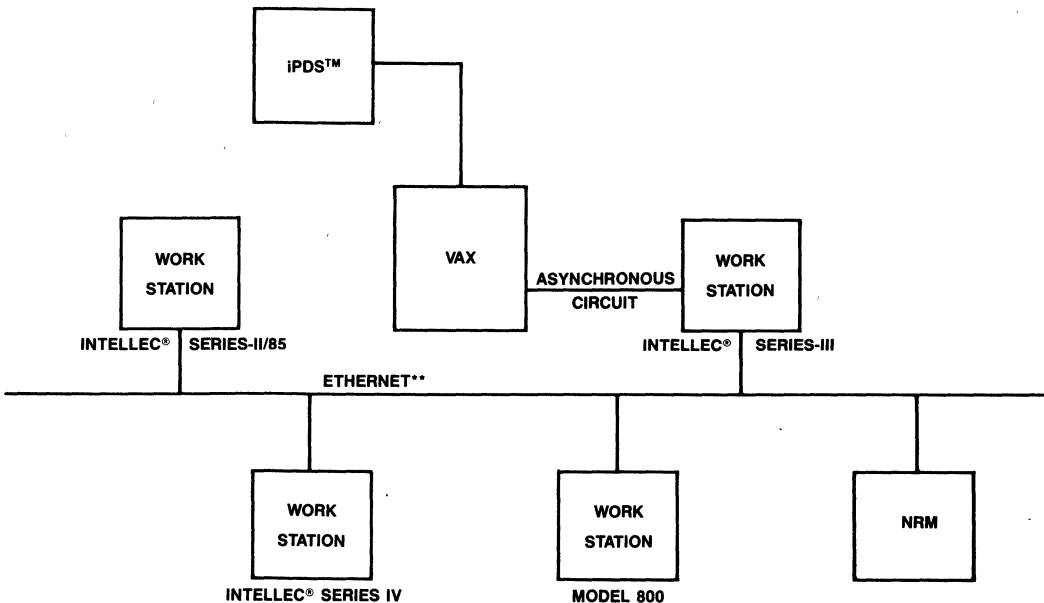 iPDS™
WORK
STATION
VAX
ASYNCHRONOUS
CIRCUIT
WORK
STATION
INTELLEC® SERIES-II/85
INTELLEC® SERIES-III
ETHERNET**
WORK
STATION
WORK
STATION
NRM
INTELLEC® SERIES IV
MODEL 800